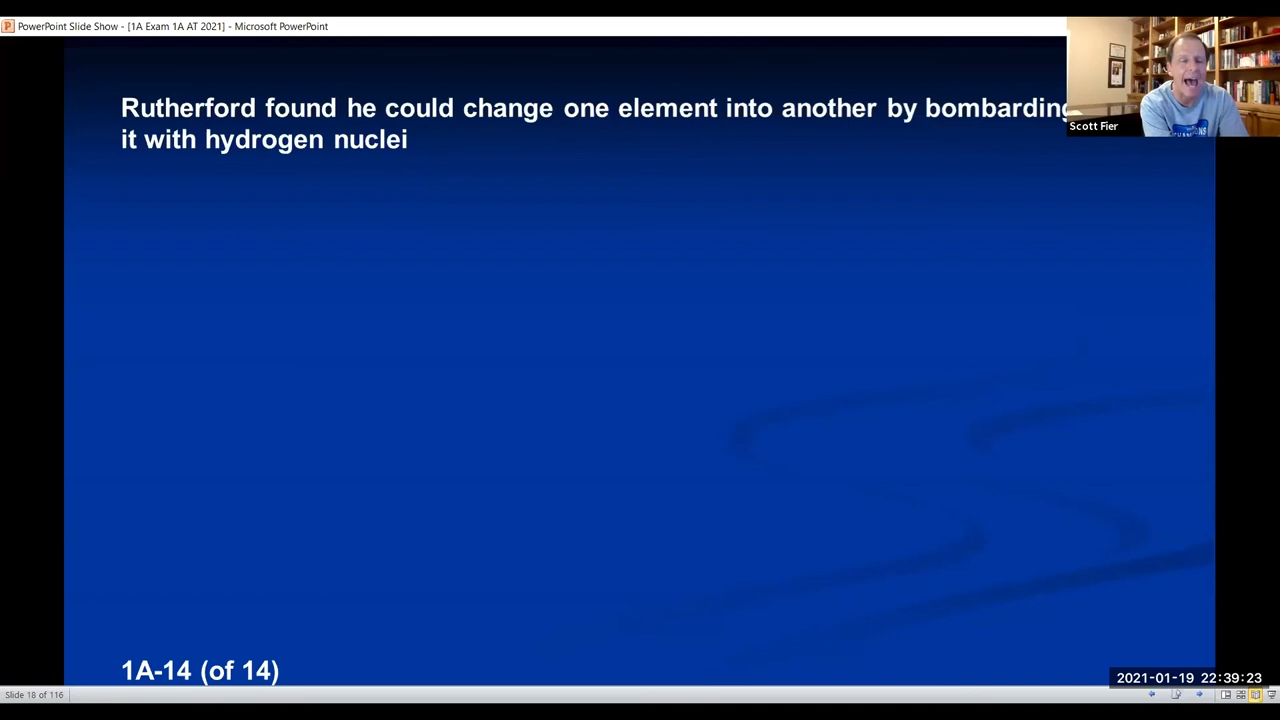 PowerPoint Slide Show - [1A Exam 1A AT 2021] - Microsoft PowerPoint
Rutherford found he could change one element into another by bombarding
it with hydrogen nuclei
Scott Fier
1A-14 (of 14)
2021-01-19 22:39:23
Slide 18 of 116